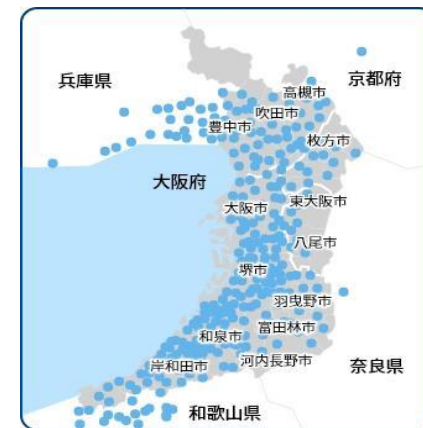 高槻市
京都府
兵庫県
吹田市
豊中市
枚方市
大阪府
東大阪市
大阪市
八尾市
堺市
羽曳野市
富田林市
和泉市
河内長野市
岸和田市
奈良県
和歌山県